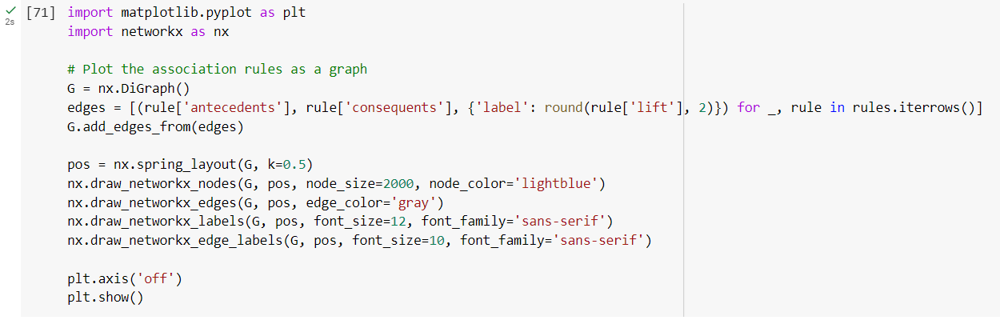 [71] import matplotlib.pyplot as plt
2s
import networkx as nx
# Plot the association rules as a graph
G = nx.DiGraph()
edges = [(rule['antecedents'], rule['consequents'], {'label': round(rule['lift'], 2)}) for _, rule in rules.iterrows()]
G.add_edges_from(edges)
pos = nx.spring_layout(G, k=0.5)
nx.draw_networkx_nodes(G, pos, node_size=2000, node_color='lightblue')
nx.draw_networkx_edges(G, pos, edge_color='gray')
nx.draw_networkx_labels(G, pos, font_size=12, font_family='sans-serif')
nx.draw_networkx_edge_labels(G, pos, font_size=10, font_family='sans-serif')
plt.axis('off')
plt.show()